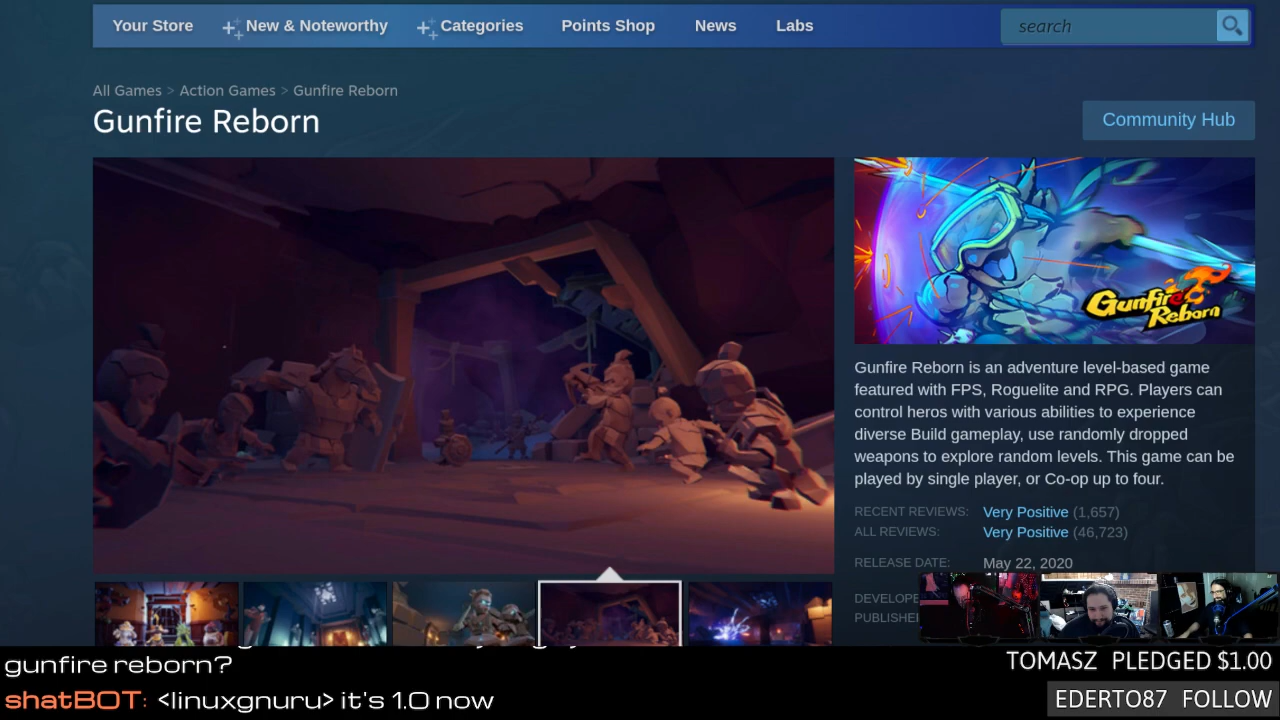 Your Store
New & Noteworthy
Categories
Points Shop
News
Labs
search
All Games > Action Games > Gunfire Reborn
Gunfire Reborn
Community Hub
Gunfire
Reborn
Gunfire Reborn is an adventure level-based game
featured with FPS, Roguelite and RPG. Players can
control heros with various abilities to experience
diverse Build gameplay, use randomly dropped
weapons to explore random levels. This game can be
played by single player, or Co-op up to four.
RECENT REVIEWS: Very Positive (1,657)
ALL REVIEWS: Very Positive (46,723)
RELEASE DATE: May 22, 2020
gunfire reborn?
TOMASZ PLEDGED $1.00
shatBOT: <linuxgnuru> it's 1.0 now
EDERTO87 FOLLOW